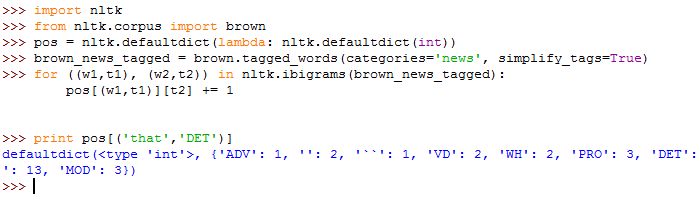 >>> import nltk
>>> from nltk.corpus import brown
>>> pos = nltk.defaultdict(lambda: nltk.defaultdict(int))
>>> brown_news_tagged = brown.tagged_words(categories='news', simplify_tags=True)
>>> for ((w1,t1), (w2,t2)) in nltk.ibigrams(brown_news_tagged):
        pos[(w1,t1)][t2] += 1
>>> print pos[('that','DET')]
defaultdict(<type 'int'>, {'ADV': 1, '': 2, '``': 1, 'VD': 2, 'WH': 2, 'PRO': 3, 'DET':
': 13, 'MOD': 3})
>>>